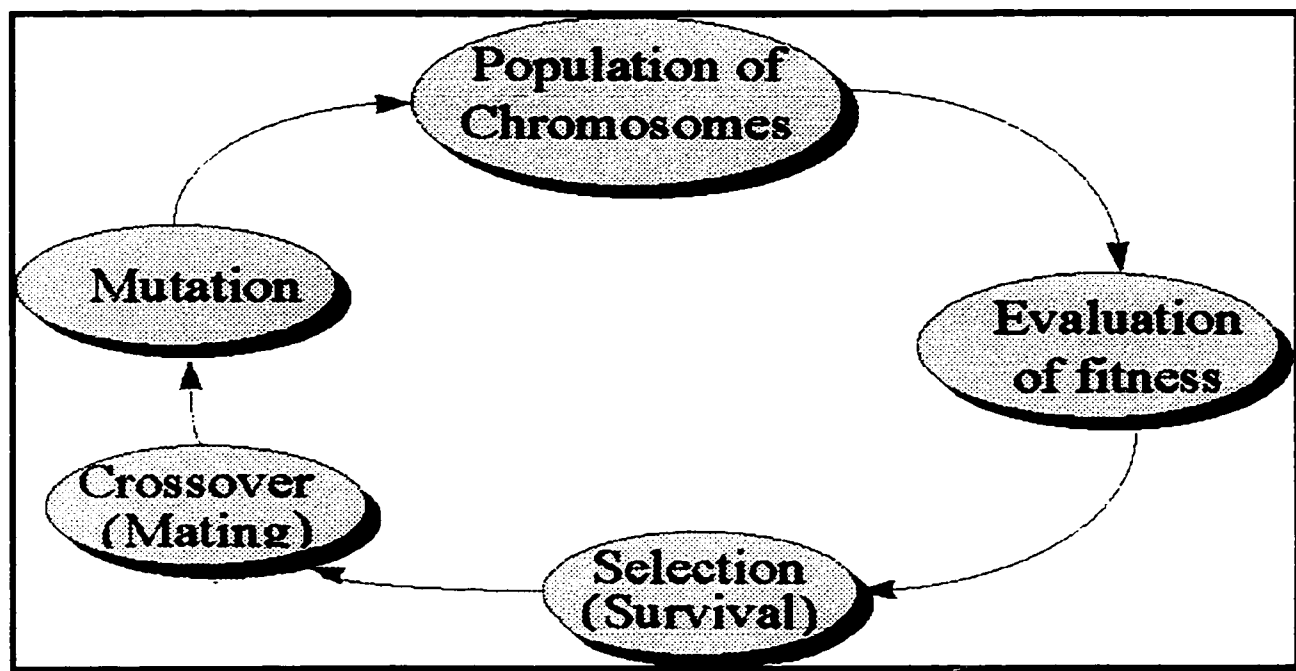 Population of
Chromosomes
Evaluation
of fitness
Selection
(Survival)
Crossover
(Mating)
Mutation